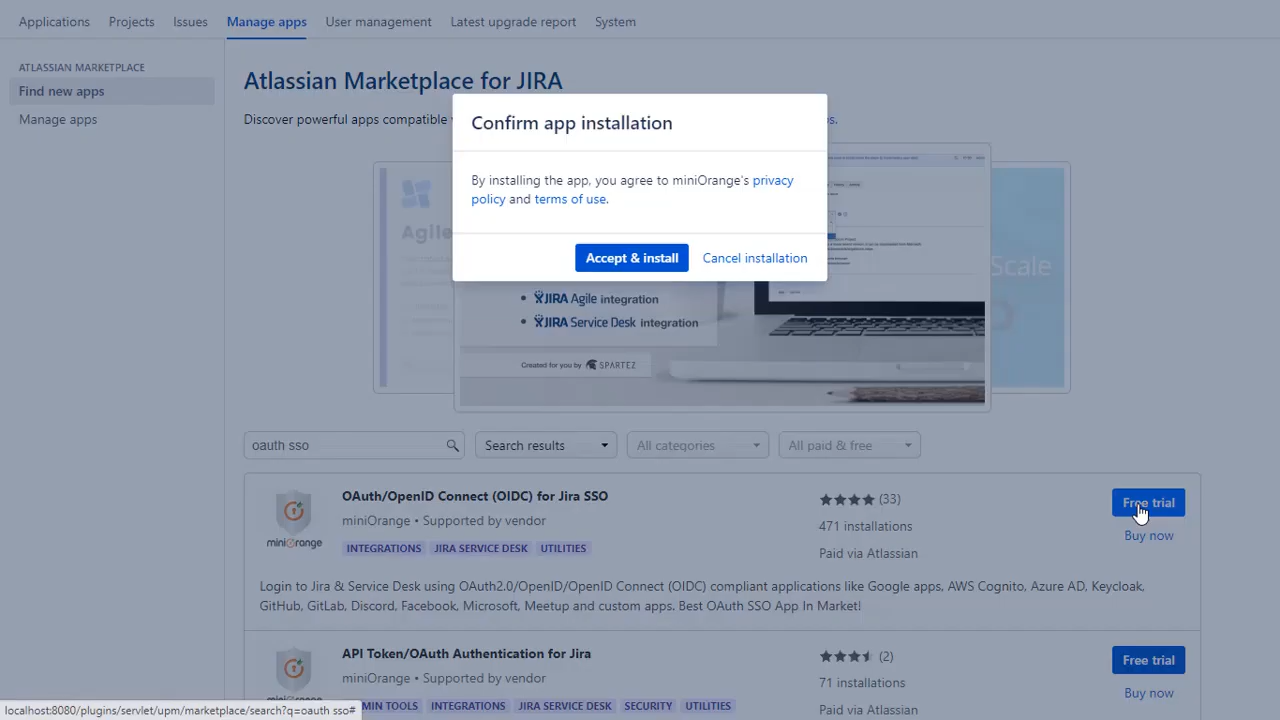 Applications Projects Issues Manage apps User management Latest upgrade report System
ATLASSIAN MARKETPLACE
Find new apps
Manage apps
Atlassian Marketplace for JIRA
Discover powerful apps compatible
Confirm app installation
By installing the app, you agree to miniOrange's privacy
policy and terms of use.
Accept & install Cancel installation
Agile
Scale
• JIRA Agile integration
• JIRA Service Desk integration
Created for you by SPARTEZ
oauth sso Search results All categories All paid & free
OAuth/OpenID Connect (OIDC) for Jira SSO
miniOrange • Supported by vendor
INTEGRATIONS JIRA SERVICE DESK UTILITIES
miniOrange
(33)
471 installations
Paid via Atlassian
Free trial
Buy now
Login to Jira & Service Desk using OAuth2.0/OpenID/OpenID Connect (OIDC) compliant applications like Google apps, AWS Cognito, Azure AD, Keycloak,
GitHub, GitLab, Discord, Facebook, Microsoft, Meetup and custom apps. Best OAuth SSO App In Market!
API Token/OAuth Authentication for Jira
miniOrange • Supported by vendor
MIN TOOLS INTEGRATIONS JIRA SERVICE DESK SECURITY UTILITIES
(2)
71 installations
Paid via Atlassian
Free trial
Buy now
localhost:8080/plugins/servlet/upm/marketplace/search?q=oauth sso#